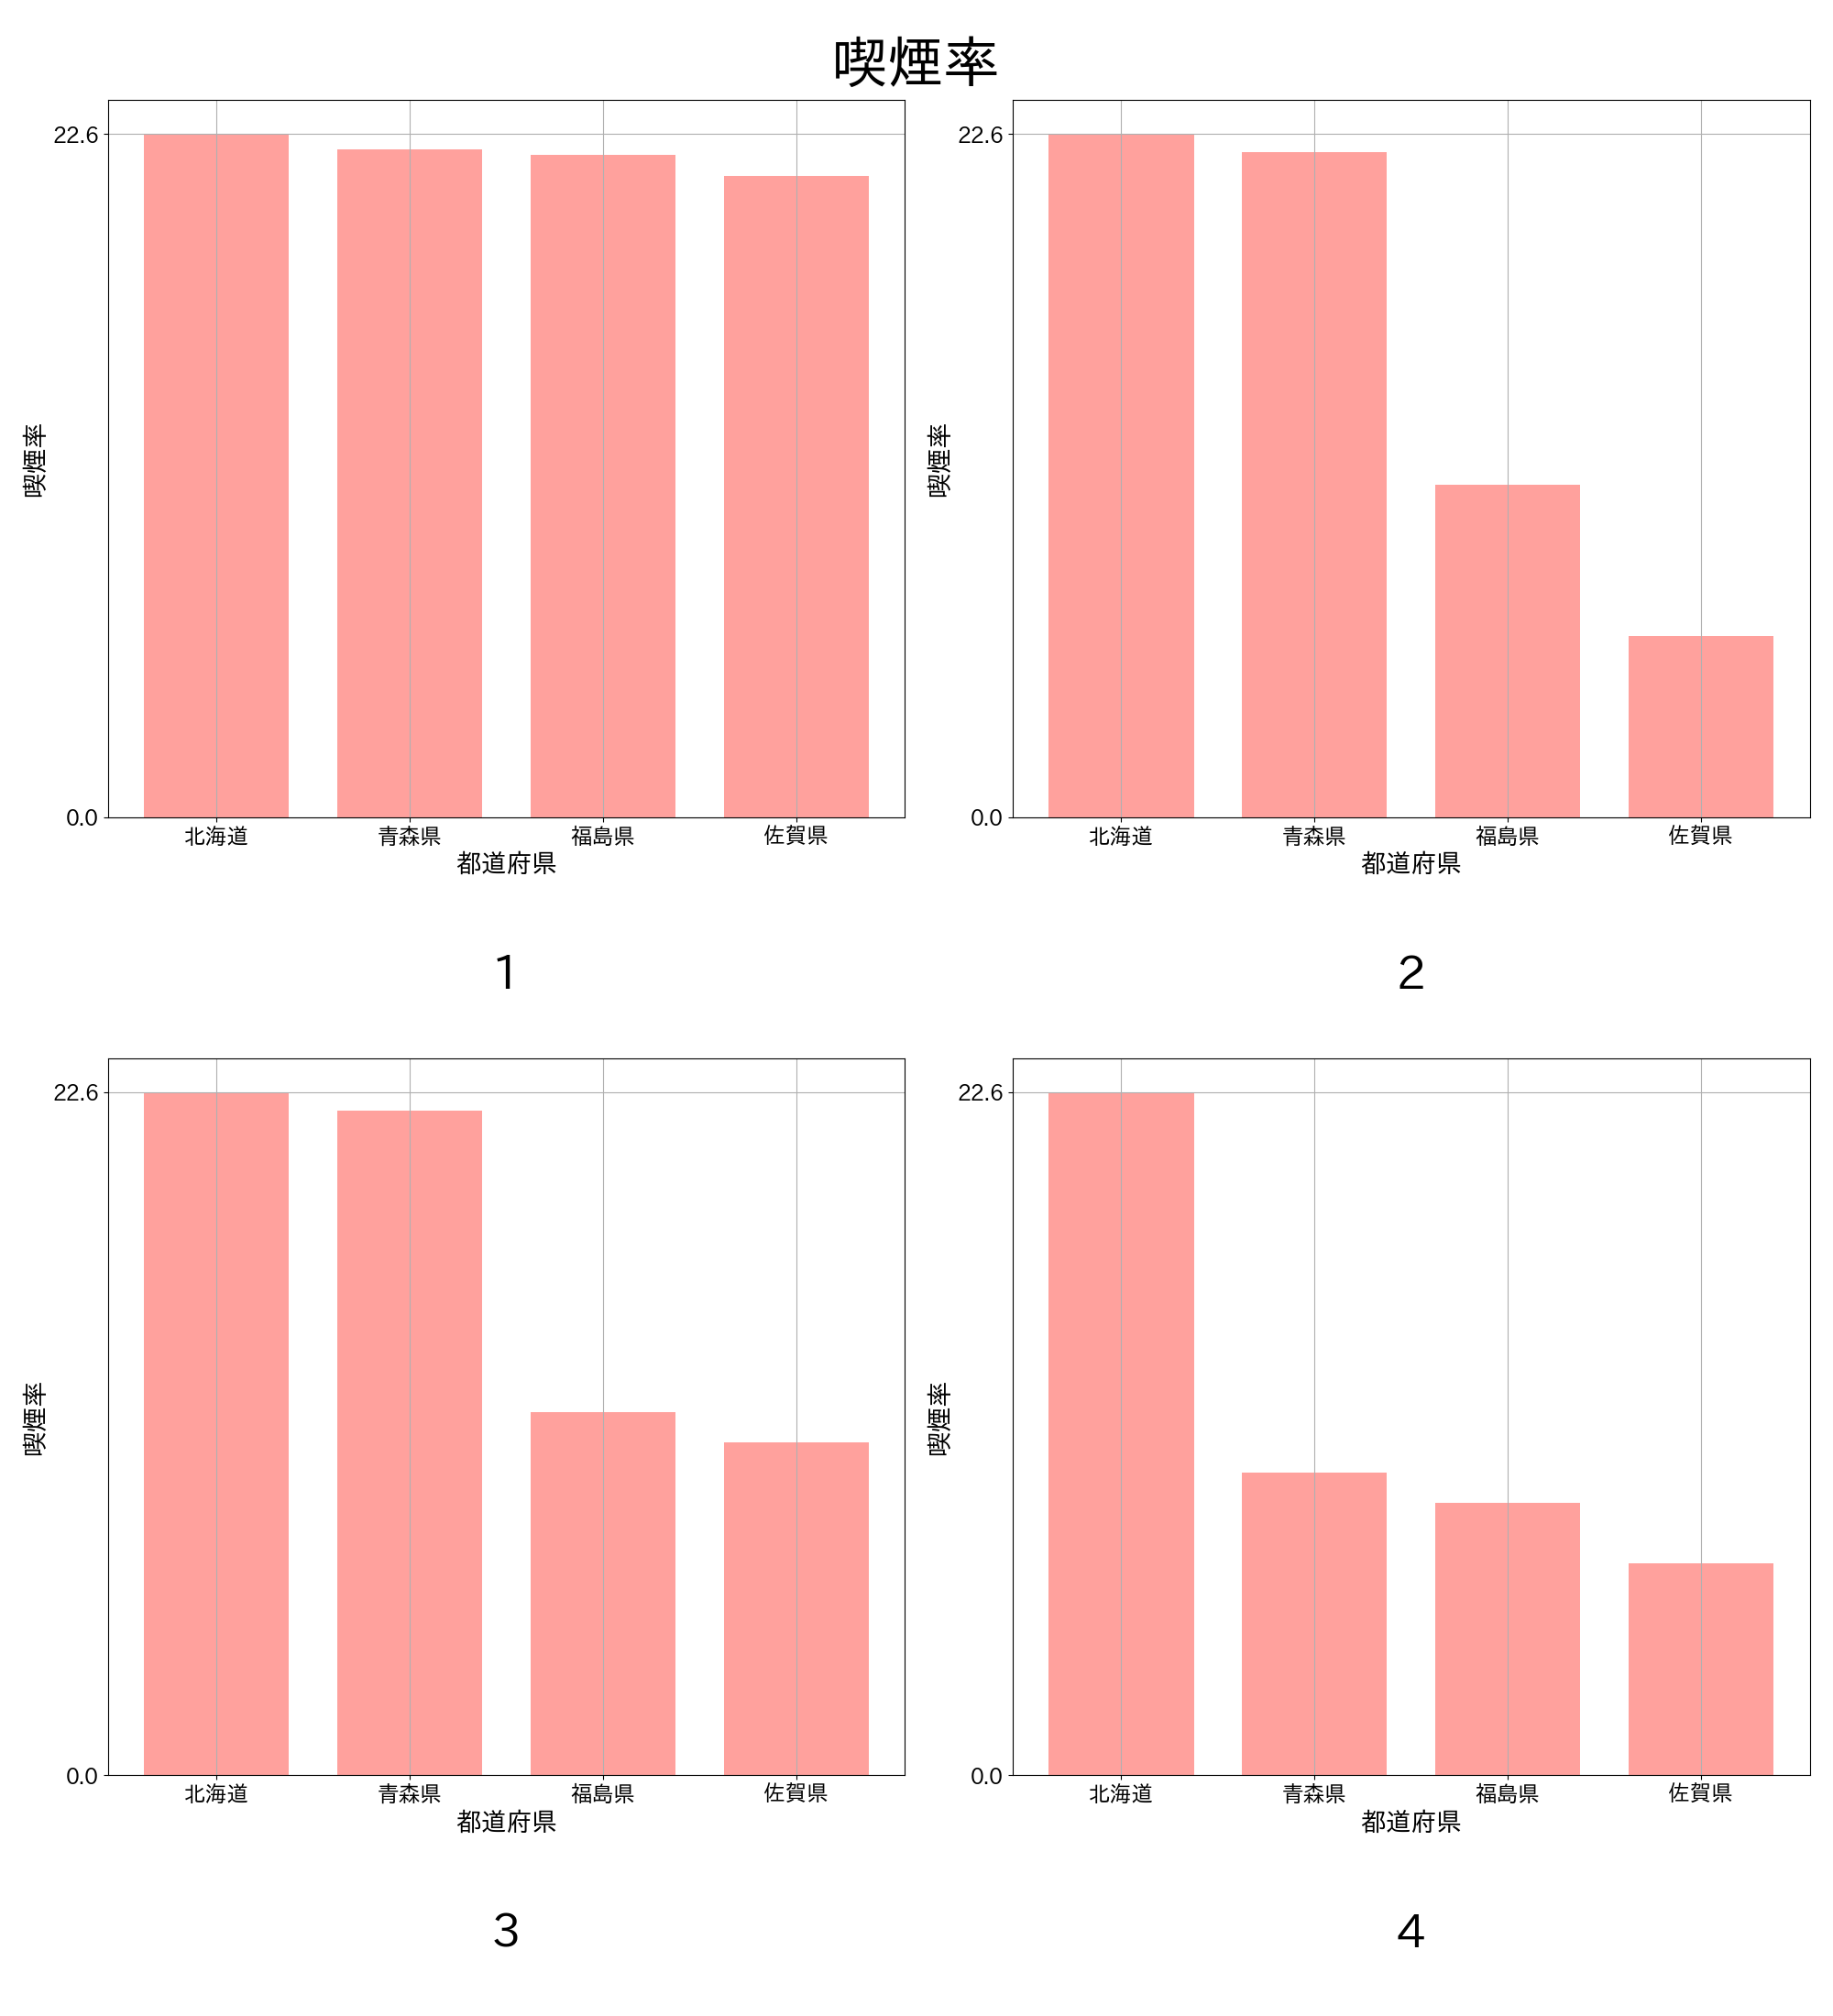 喫煙率
22.6
0.0
喫煙率
北海道 青森県 福島県 佐賀県
都道府県
1
22.6
0.0
喫煙率
北海道 青森県 福島県 佐賀県
都道府県
2
22.6
0.0
喫煙率
北海道 青森県 福島県 佐賀県
都道府県
3
22.6
0.0
喫煙率
北海道 青森県 福島県 佐賀県
都道府県
4